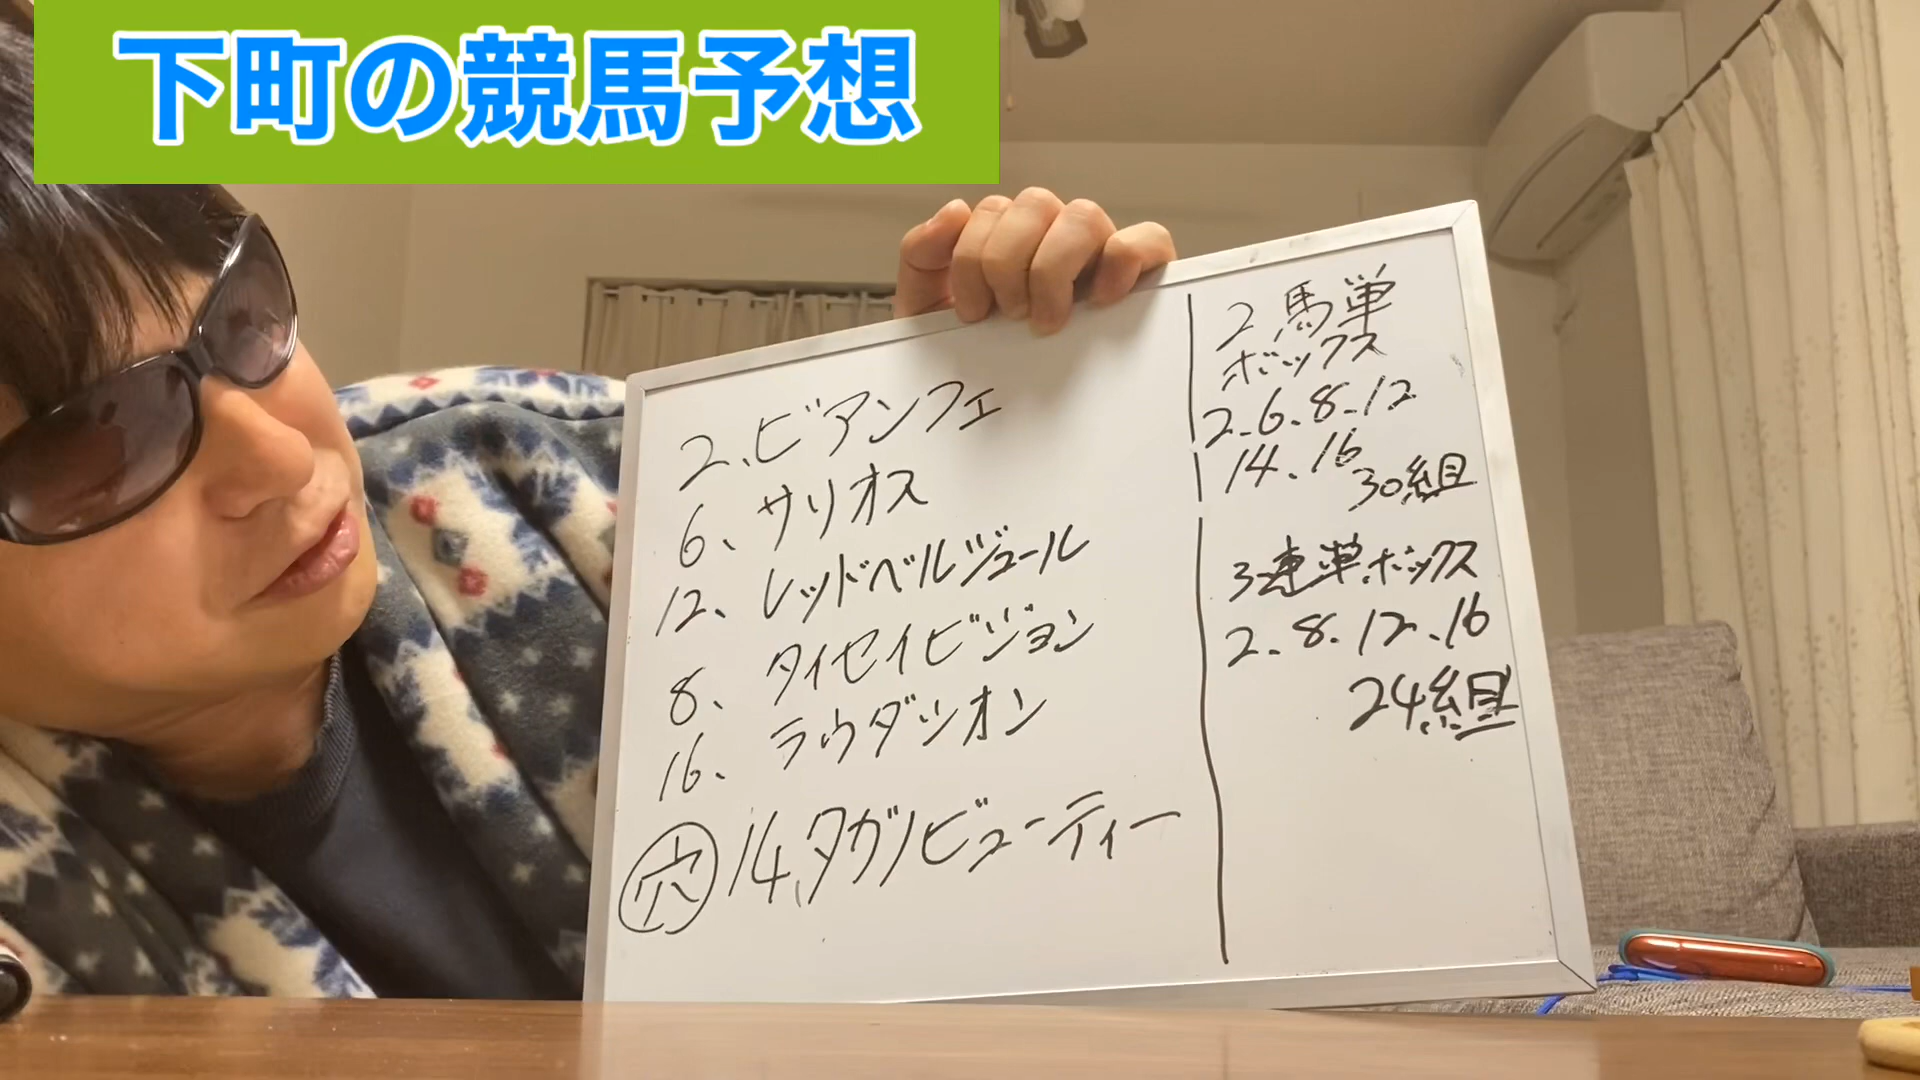 下町の競馬予想
2、ビアンフェ
6、サリオス
12、レッドベルジュール
8、タイセイビジョン
16、ラウダシオン
穴 14、タガノビューティー
2馬単
ボックス
2-6-8-12
14、16
30組
3連単ボックス
2-8-12-16
24組